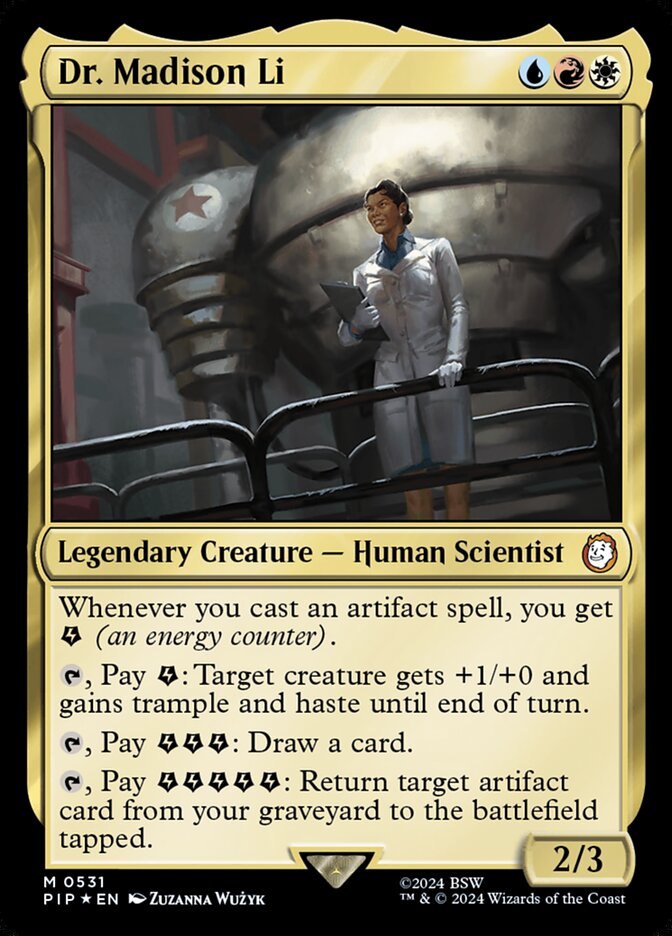 Dr. Madison Li
Legendary Creature — Human Scientist
Whenever you cast an artifact spell, you get
(an energy counter).
, Pay : Target creature gets +1/+0 and
gains trample and haste until end of turn.
, Pay : Draw a card.
, Pay : Return target artifact
card from your graveyard to the battlefield
tapped.
2/3
M 0531
PIP ★ EN Zuzanna Wużyk
©2024 BSW
™ & © 2024 Wizards of the Coast